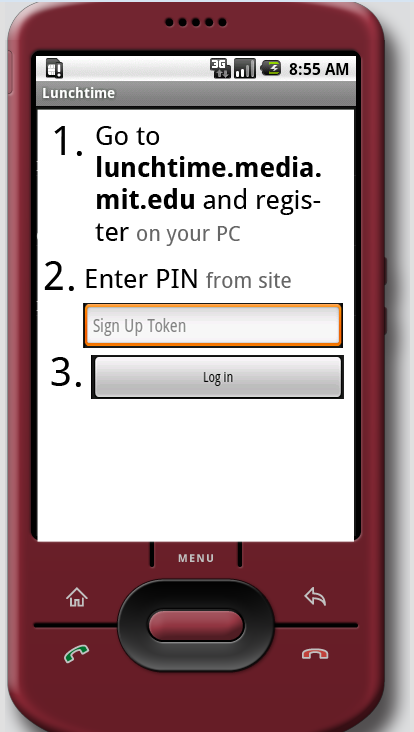 3G 8:55 AM
Lunchtime
1. Go to
lunchtime.media.
mit.edu and regis-
ter on your PC
2. Enter PIN from site
Sign Up Token
3. Log in
MENU